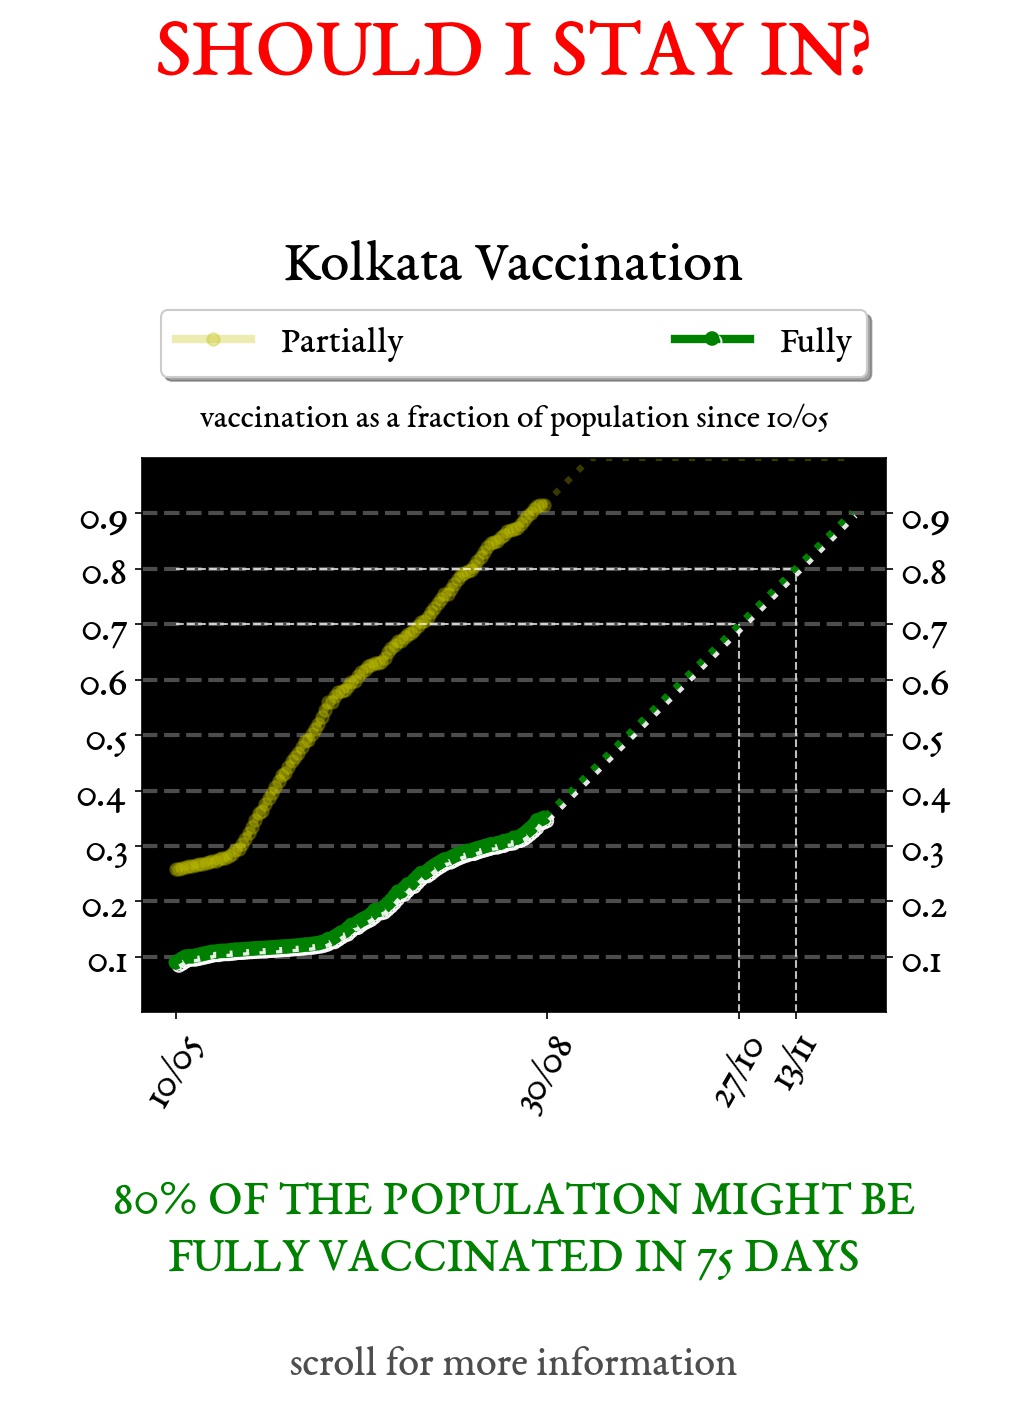 SHOULD I STAY IN?
Kolkata Vaccination
Partially
Fully
vaccination as a fraction of population since 10/05
0.9 0.9
0.8 0.8
0.7 0.7
0.6 0.6
0.5 0.5
0.4 0.4
0.3 0.3
0.2 0.2
0.1 0.1
10/05 30/08 27/10 13/11
80% OF THE POPULATION MIGHT BE
FULLY VACCINATED IN 75 DAYS
scroll for more information